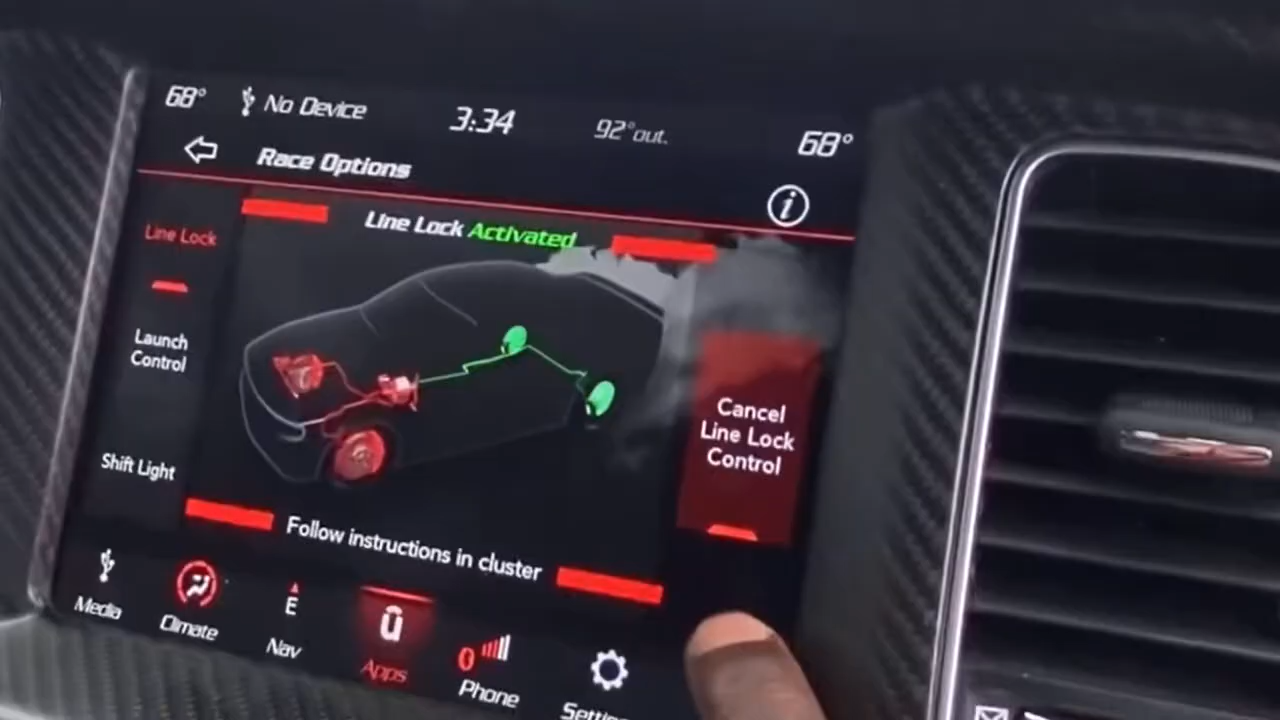 68° No Device 3:34 92°out. 68°
Race Options
i
Line Lock Activated
Line Lock
Launch
Control
Shift Light
Cancel
Line Lock
Control
Follow instructions in cluster
Media
Climate
E
Nav
Apps
0
Phone